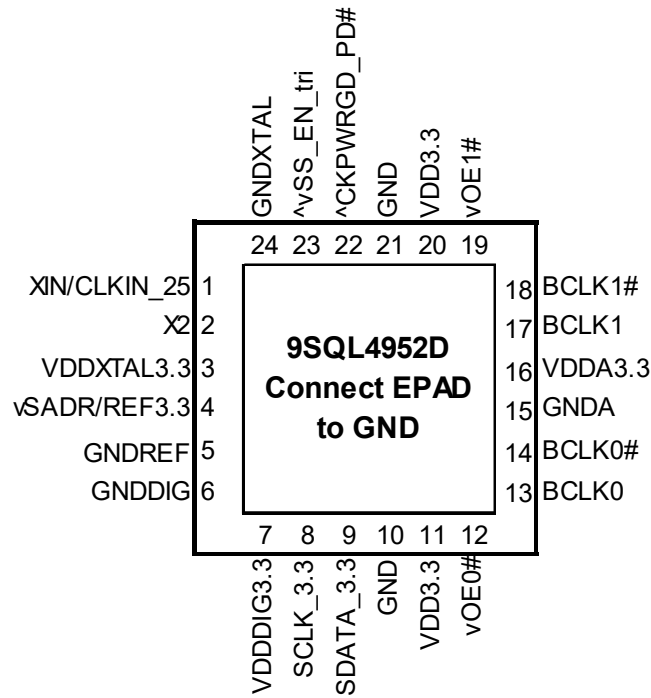 GNDXTAL
^vSS_EN_tri
^CKPWRGD_PD#
GND
VDD3.3
vOE1#
24 23 22 21 20 19
XIN/CLKIN_25 1
X2 2
VDDXTAL3.3 3
vSADR/REF3.3 4
GNDREF 5
GNDDIG 6
9SQL4952D
Connect EPAD
to GND
18 BCLK1#
17 BCLK1
16 VDDA3.3
15 GNDA
14 BCLK0#
13 BCLK0
7 8 9 10 11 12
VDDDIG3.3
SCLK_3.3
SDATA_3.3
GND
VDD3.3
vOE0#